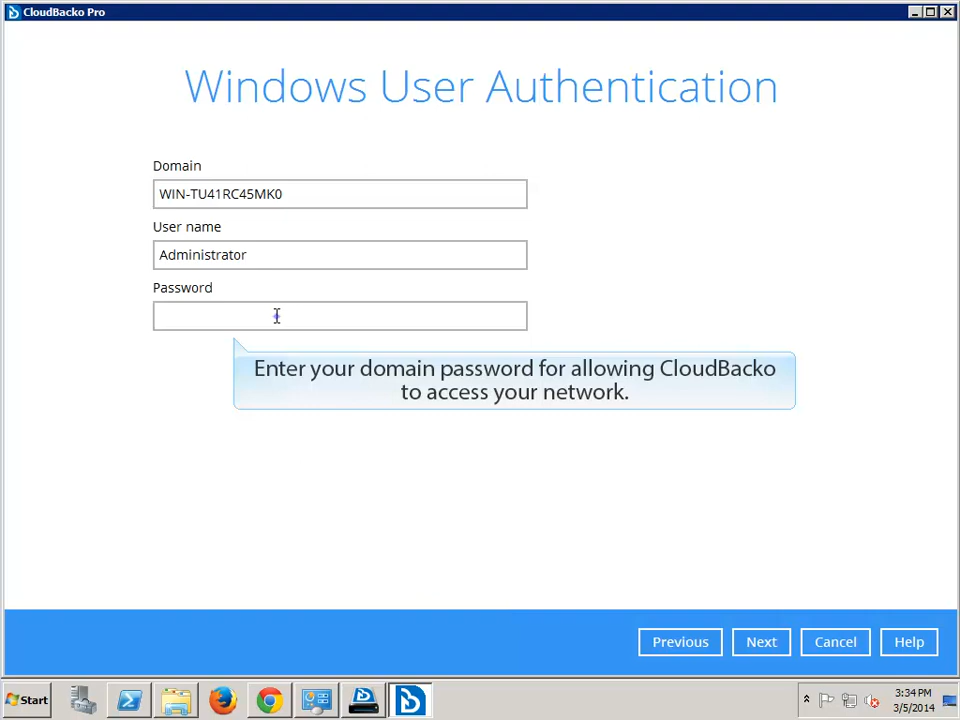 CloudBacko Pro
Windows User Authentication
Domain
WIN-TU41RC45MK0
User name
Administrator
Password
Enter your domain password for allowing CloudBacko
to access your network.
Previous
Next
Cancel
Help
Start
3:34 PM
3/5/2014